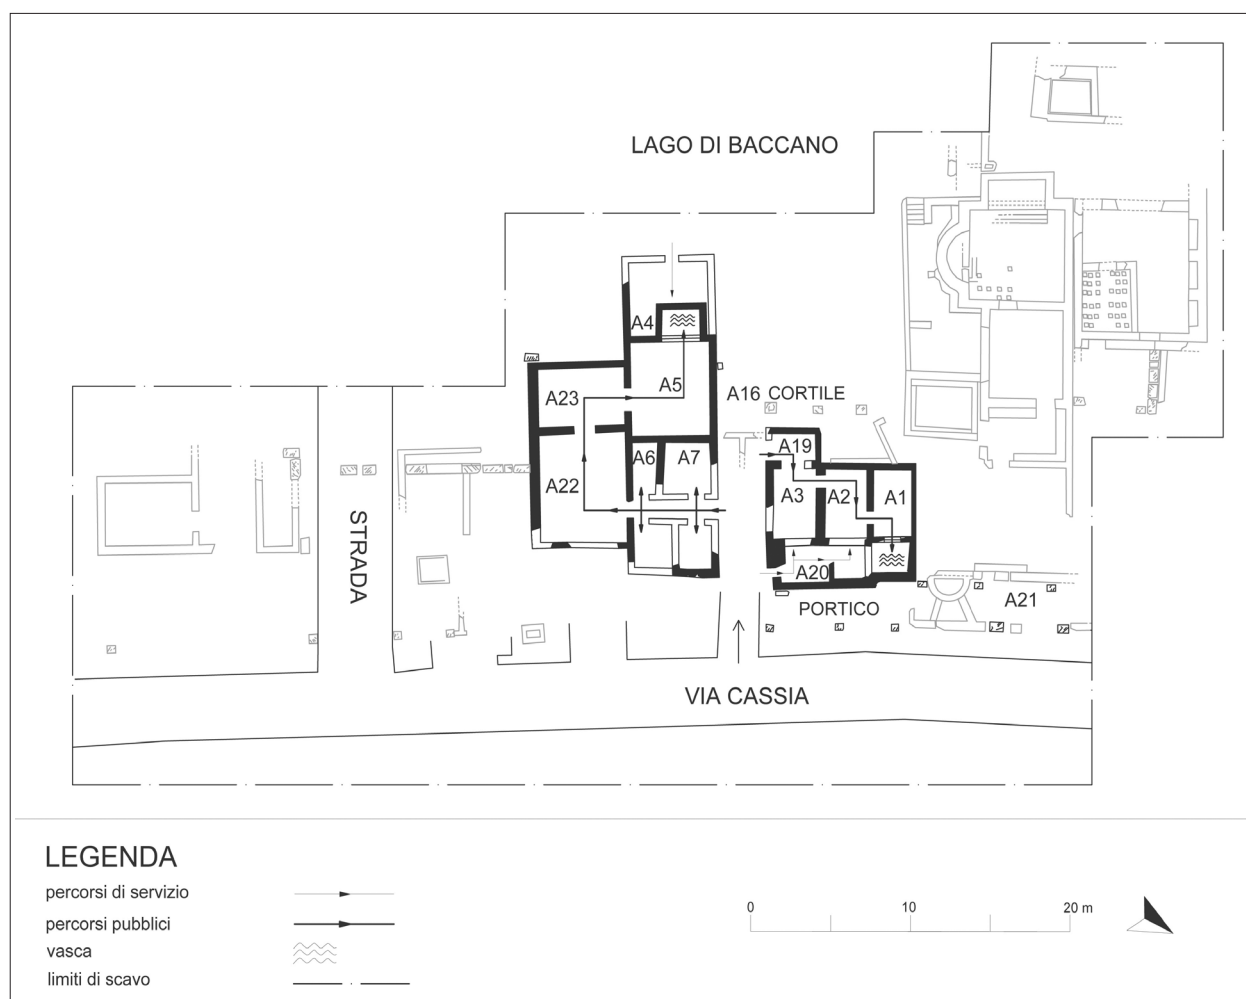 LAGO DI BACCANO
A4
A5
A23
A16 CORTILE
A6
A7
A19
A22
A3
A2
A1
STRADA
A20
PORTICO
A21
VIA CASSIA
LEGENDA
percorsi di servizio
percorsi pubblici
vasca
limiti di scavo
0
10
20 m